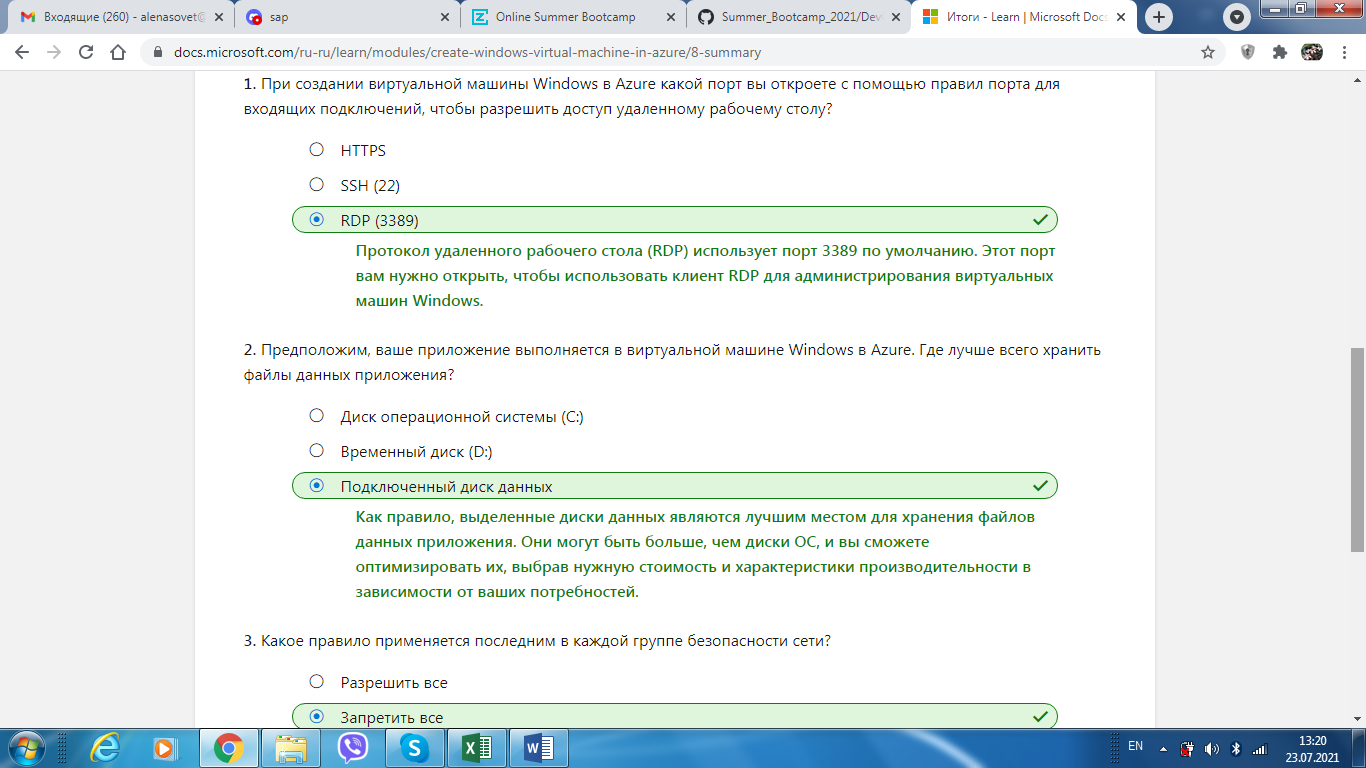 Входящие (260) - alenasovet@
sap
Online Summer Bootcamp
Summer_Bootcamp_2021/Dev
Итоги - Learn | Microsoft Docs
docs.microsoft.com/ru-ru/learn/modules/create-windows-virtual-machine-in-azure/8-summary
1. При создании виртуальной машины Windows в Azure какой порт вы откроете с помощью правил порта для
входящих подключений, чтобы разрешить доступ удаленному рабочему столу?
HTTPS
SSH (22)
RDP (3389)
Протокол удаленного рабочего стола (RDP) использует порт 3389 по умолчанию. Этот порт
вам нужно открыть, чтобы использовать клиент RDP для администрирования виртуальных
машин Windows.
2. Предположим, ваше приложение выполняется в виртуальной машине Windows в Azure. Где лучше всего хранить
файлы данных приложения?
Диск операционной системы (C:)
Временный диск (D:)
Подключенный диск данных
Как правило, выделенные диски данных являются лучшим местом для хранения файлов
данных приложения. Они могут быть больше, чем диски ОС, и вы сможете
оптимизировать их, выбрав нужную стоимость и характеристики производительности в
зависимости от ваших потребностей.
3. Какое правило применяется последним в каждой группе безопасности сети?
Разрешить все
Запретить все
EN
13:20
23.07.2021